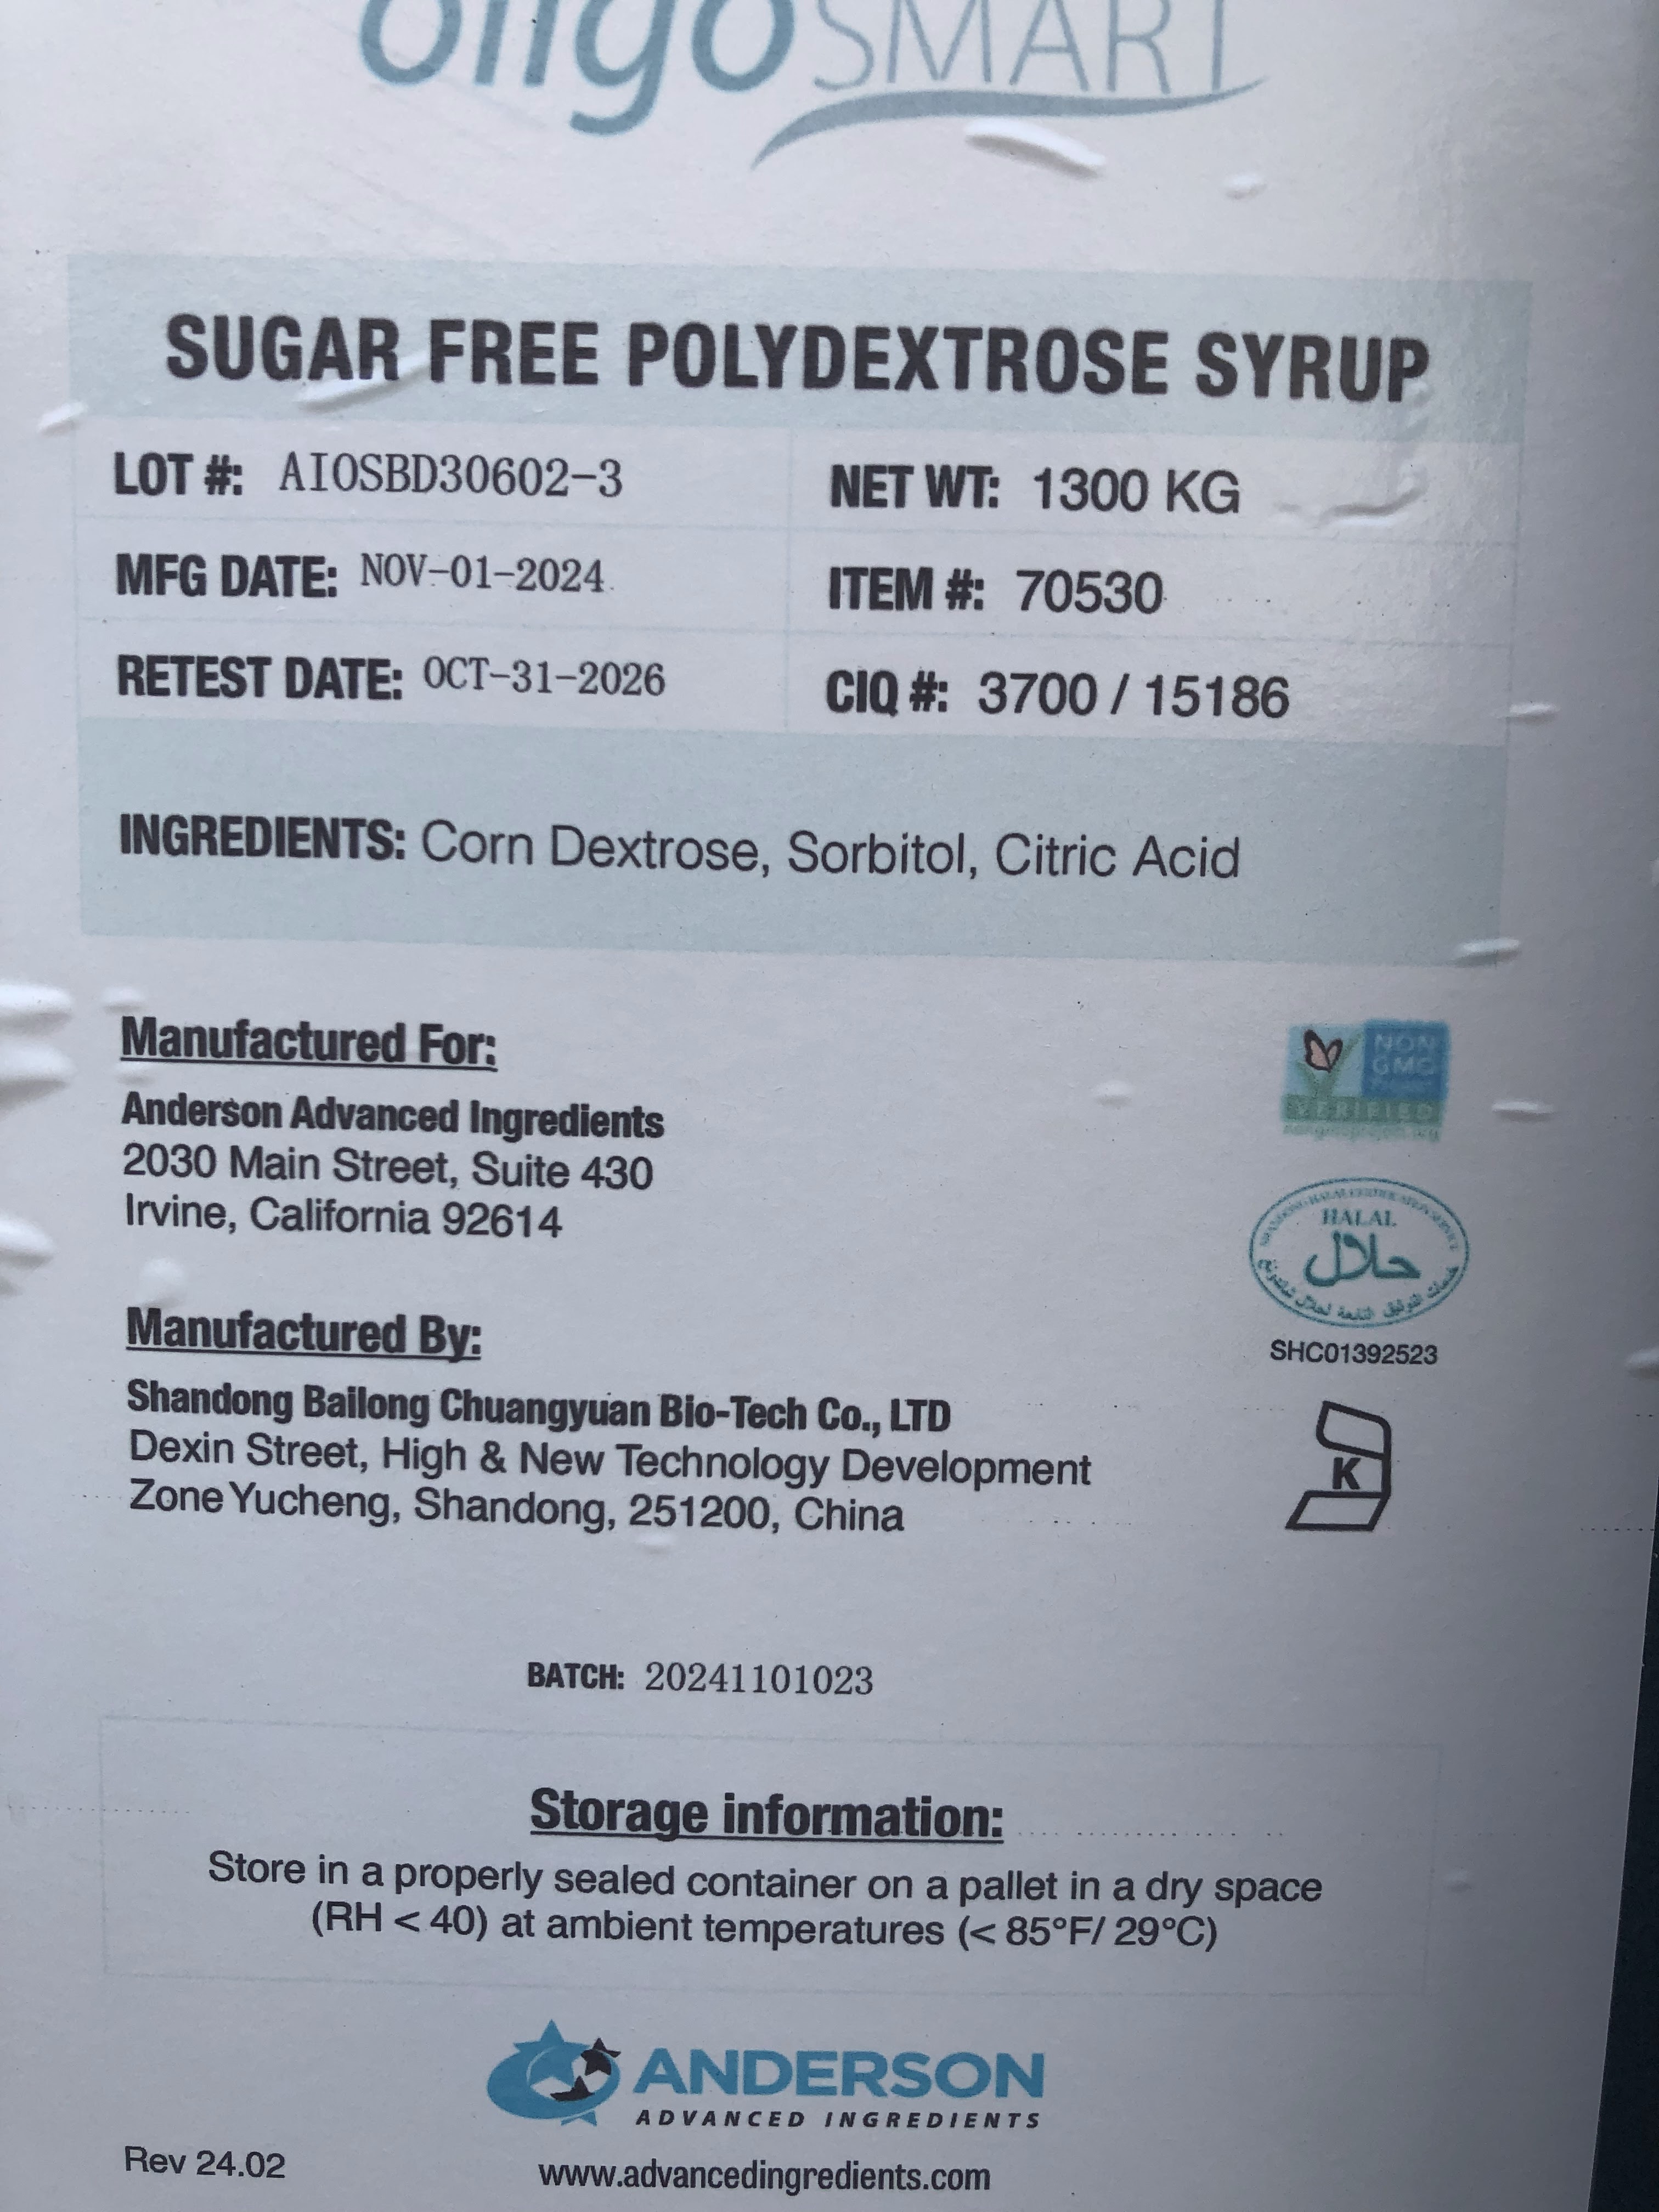 oligoSMART
SUGAR FREE POLYDEXTROSE SYRUP
LOT #: AIOSBD30602-3
NET WT: 1300 KG
MFG DATE: NOV-01-2024
ITEM #: 70530
RETEST DATE: OCT-31-2026
CIQ #: 3700 / 15186
INGREDIENTS: Corn Dextrose, Sorbitol, Citric Acid
Manufactured For:
Anderson Advanced Ingredients
2030 Main Street, Suite 430
Irvine, California 92614
NON
GMO
Project
VERIFIED
nongmoproject.org
HALAL
حلال
SHC01392523
Manufactured By:
Shandong Bailong Chuangyuan Bio-Tech Co., LTD
Dexin Street, High & New Technology Development
Zone Yucheng, Shandong, 251200, China
K
BATCH: 20241101023
Storage information:
Store in a properly sealed container on a pallet in a dry space
(RH < 40) at ambient temperatures (< 85°F/ 29°C)
ANDERSON
ADVANCED INGREDIENTS
Rev 24.02
www.advancedingredients.com